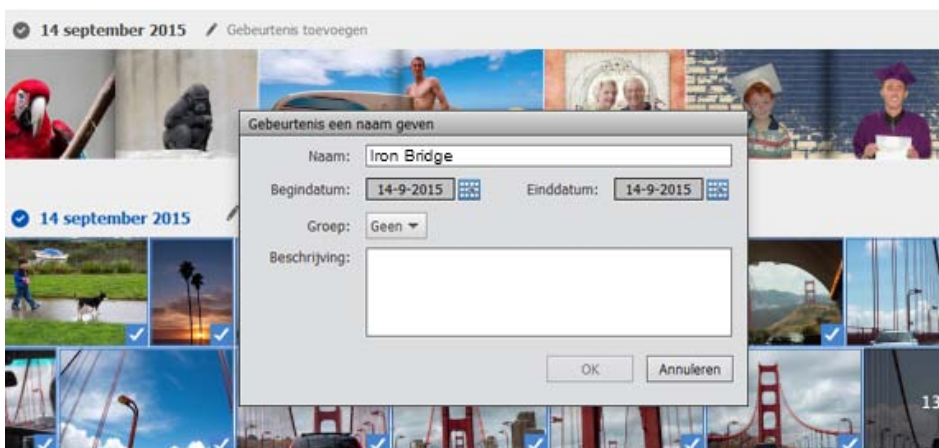 14 september 2015 Gebeurtenis toevoegen
Gebeurtenis een naam geven
Naam: Iron Bridge
Begindatum: 14-9-2015 Einddatum: 14-9-2015
14 september 2015
Groep: Geen
Beschrijving:
OK Annuleren
13